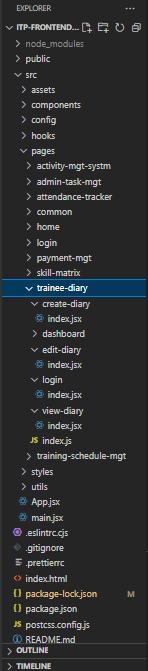 EXPLORER
ITP-FRONTEND...
node_modules
public
src
assets
components
config
hooks
pages
activity-mgt-systm
admin-task-mgt
attendance-tracker
common
home
login
payment-mgt
skill-matrix
trainee-diary
create-diary
index.jsx
dashboard
edit-diary
index.jsx
login
index.jsx
view-diary
index.jsx
JS index.js
training-schedule-mgt
styles
utils
App.jsx
main.jsx
.eslintrc.cjs
.gitignore
.prettierrc
index.html
package-lock.json M
package.json
JS postcss.config.js
README.md
OUTLINE
TIMELINE